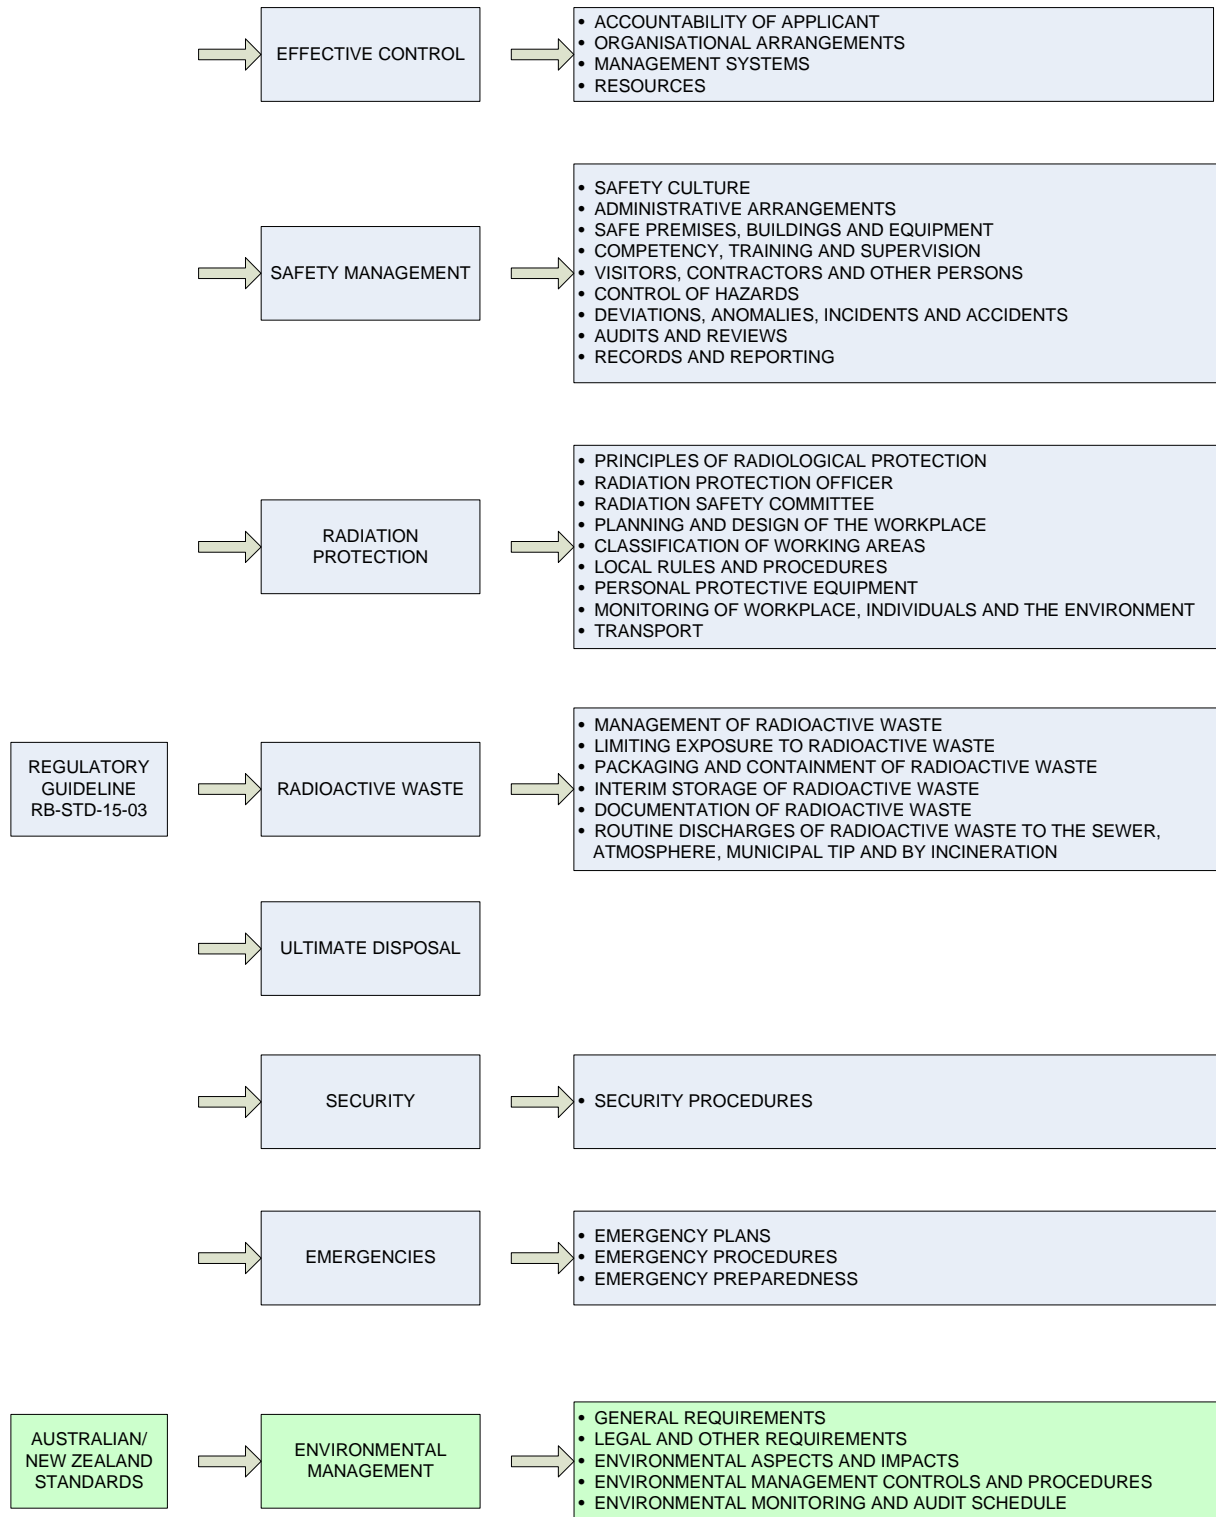 EFFECTIVE CONTROL
• ACCOUNTABILITY OF APPLICANT
• ORGANISATIONAL ARRANGEMENTS
• MANAGEMENT SYSTEMS
• RESOURCES
SAFETY MANAGEMENT
• SAFETY CULTURE
• ADMINISTRATIVE ARRANGEMENTS
• SAFE PREMISES, BUILDINGS AND EQUIPMENT
• COMPETENCY, TRAINING AND SUPERVISION
• VISITORS, CONTRACTORS AND OTHER PERSONS
• CONTROL OF HAZARDS
• DEVIATIONS, ANOMALIES, INCIDENTS AND ACCIDENTS
• AUDITS AND REVIEWS
• RECORDS AND REPORTING
RADIATION
PROTECTION
• PRINCIPLES OF RADIOLOGICAL PROTECTION
• RADIATION PROTECTION OFFICER
• RADIATION SAFETY COMMITTEE
• PLANNING AND DESIGN OF THE WORKPLACE
• CLASSIFICATION OF WORKING AREAS
• LOCAL RULES AND PROCEDURES
• PERSONAL PROTECTIVE EQUIPMENT
• MONITORING OF WORKPLACE, INDIVIDUALS AND THE ENVIRONMENT
• TRANSPORT
REGULATORY
GUIDELINE
RB-STD-15-03
RADIOACTIVE WASTE
• MANAGEMENT OF RADIOACTIVE WASTE
• LIMITING EXPOSURE TO RADIOACTIVE WASTE
• PACKAGING AND CONTAINMENT OF RADIOACTIVE WASTE
• INTERIM STORAGE OF RADIOACTIVE WASTE
• DOCUMENTATION OF RADIOACTIVE WASTE
• ROUTINE DISCHARGES OF RADIOACTIVE WASTE TO THE SEWER,
ATMOSPHERE, MUNICIPAL TIP AND BY INCINERATION
ULTIMATE DISPOSAL
SECURITY
• SECURITY PROCEDURES
EMERGENCIES
• EMERGENCY PLANS
• EMERGENCY PROCEDURES
• EMERGENCY PREPAREDNESS
AUSTRALIAN/
NEW ZEALAND
STANDARDS
ENVIRONMENTAL
MANAGEMENT
• GENERAL REQUIREMENTS
• LEGAL AND OTHER REQUIREMENTS
• ENVIRONMENTAL ASPECTS AND IMPACTS
• ENVIRONMENTAL MANAGEMENT CONTROLS AND PROCEDURES
• ENVIRONMENTAL MONITORING AND AUDIT SCHEDULE